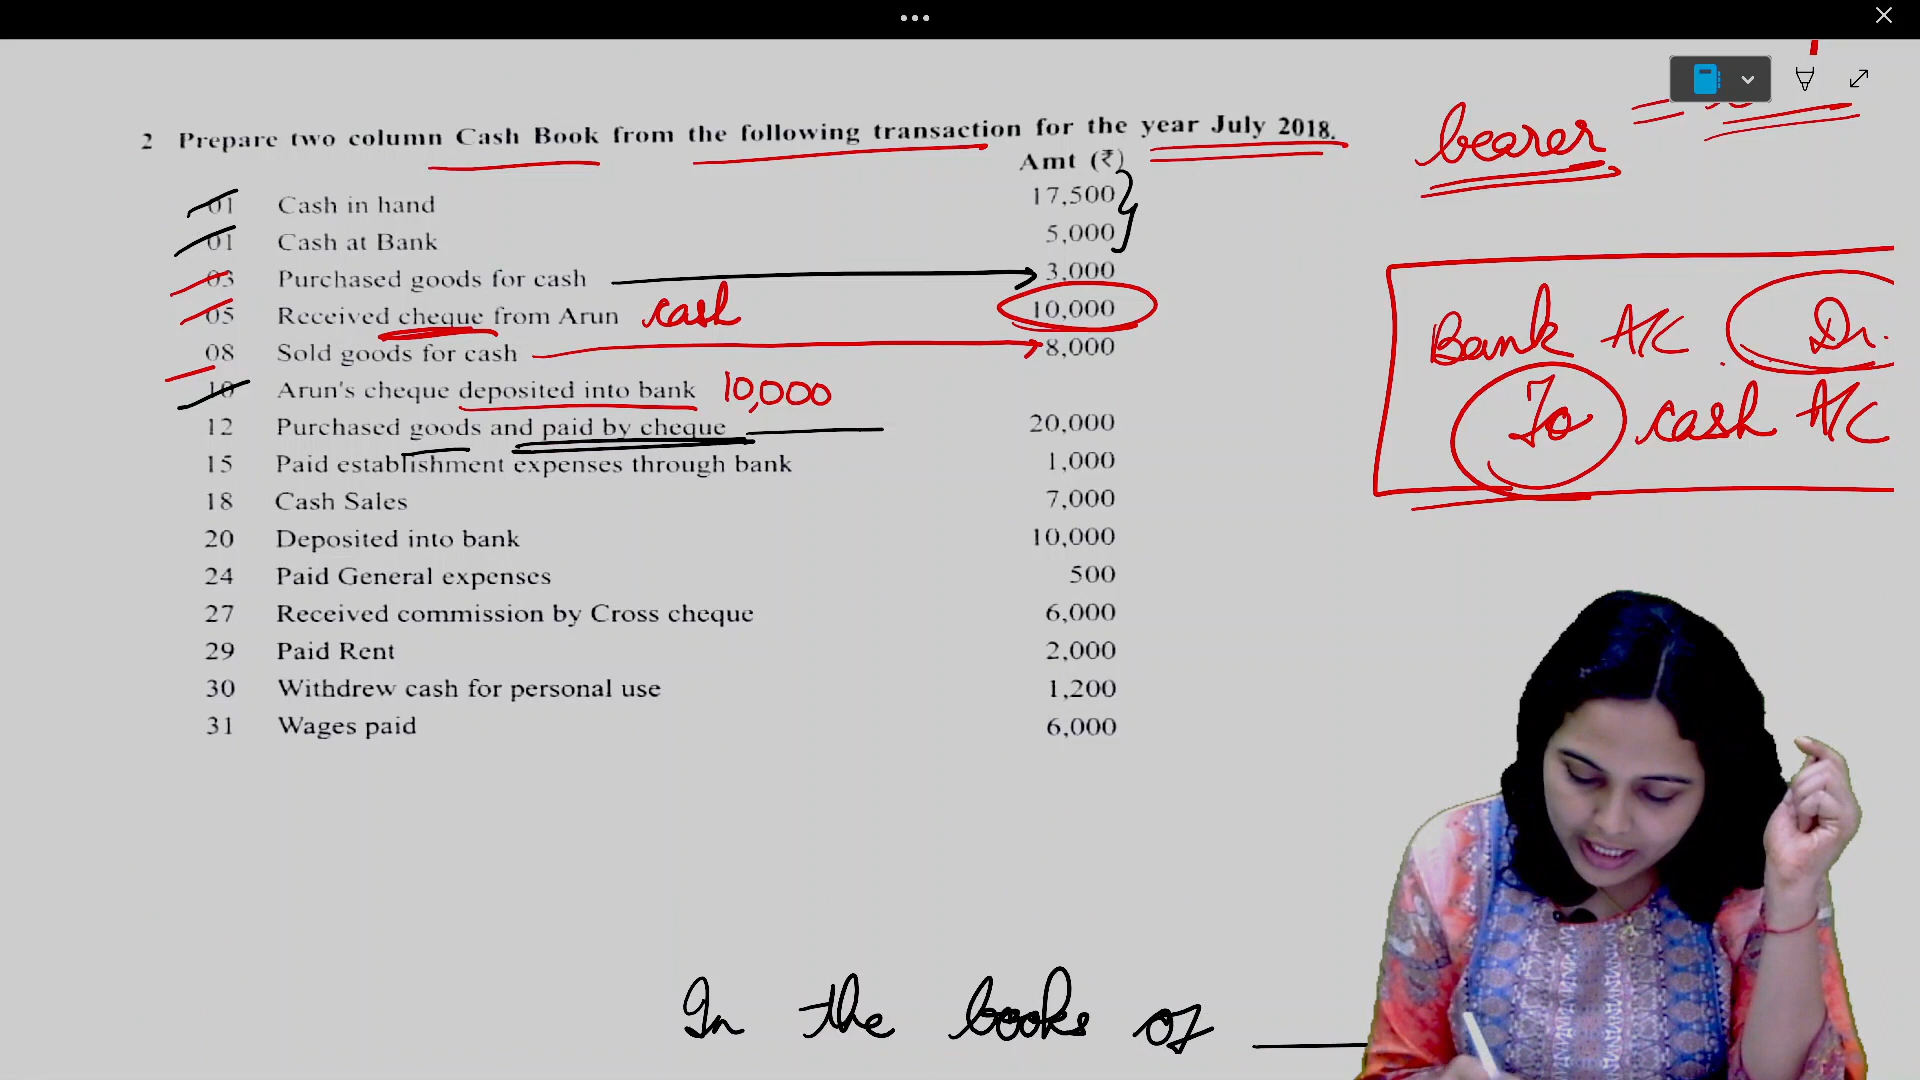 2 Prepare two column Cash Book from the following transaction for the year July 2018.
Amt (₹)
01 Cash in hand 17,500
01 Cash at Bank 5,000
03 Purchased goods for cash 3,000
05 Received cheque from Arun cash 10,000
08 Sold goods for cash 8,000
10 Arun's cheque deposited into bank 10,000
12 Purchased goods and paid by cheque 20,000
15 Paid establishment expenses through bank 1,000
18 Cash Sales 7,000
20 Deposited into bank 10,000
24 Paid General expenses 500
27 Received commission by Cross cheque 6,000
29 Paid Rent 2,000
30 Withdrew cash for personal use 1,200
31 Wages paid 6,000
bearer
Bank A/C Dr.
To cash A/C
In the books of